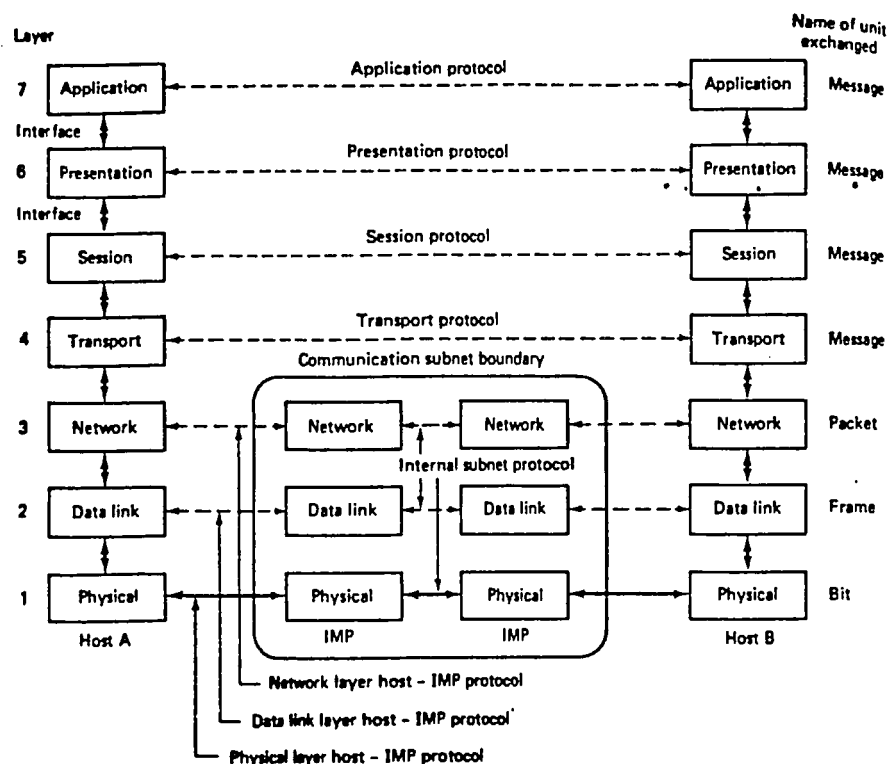 Layer
Name of unit
exchanged
Application protocol
7
Application
Application
Message
Interface
Presentation protocol
6
Presentation
Presentation
Message
Interface
Session protocol
5
Session
Session
Message
Transport protocol
4
Transport
Transport
Message
Communication subnet boundary
3
Network
Network
Network
Network
Packet
Internal subnet protocol
2
Data link
Data link
Data link
Data link
Frame
1
Physical
Physical
Physical
Physical
Bit
Host A
IMP
IMP
Host B
Network layer host – IMP protocol
Data link layer host – IMP protocol
Physical layer host – IMP protocol